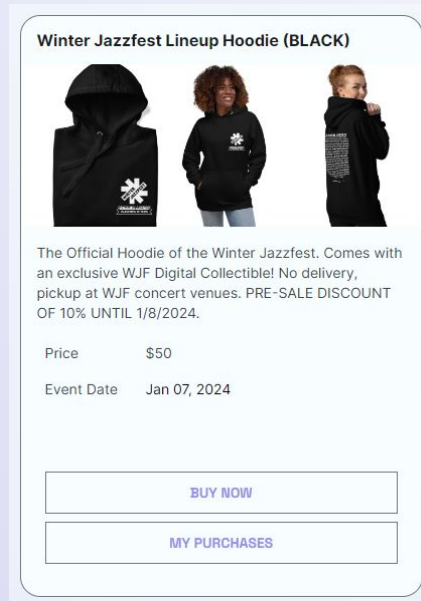 Winter Jazzfest Lineup Hoodie (BLACK)
The Official Hoodie of the Winter Jazzfest. Comes with
an exclusive WJF Digital Collectible! No delivery,
pickup at WJF concert venues. PRE-SALE DISCOUNT
OF 10% UNTIL 1/8/2024.
Price $50
Event Date Jan 07, 2024
BUY NOW
MY PURCHASES